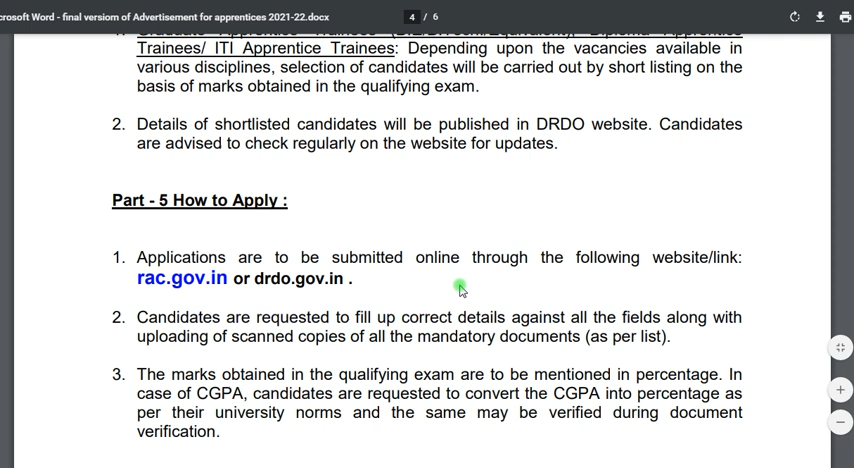 crosoft Word - final versiom of Advertisement for apprentices 2021-22.docx
4 / 6
Trainees/ ITI Apprentice Trainees: Depending upon the vacancies available in
various disciplines, selection of candidates will be carried out by short listing on the
basis of marks obtained in the qualifying exam.
2. Details of shortlisted candidates will be published in DRDO website. Candidates
are advised to check regularly on the website for updates.
Part - 5 How to Apply :
1. Applications are to be submitted online through the following website/link:
rac.gov.in or drdo.gov.in .
2. Candidates are requested to fill up correct details against all the fields along with
uploading of scanned copies of all the mandatory documents (as per list).
3. The marks obtained in the qualifying exam are to be mentioned in percentage. In
case of CGPA, candidates are requested to convert the CGPA into percentage as
per their university norms and the same may be verified during document
verification.